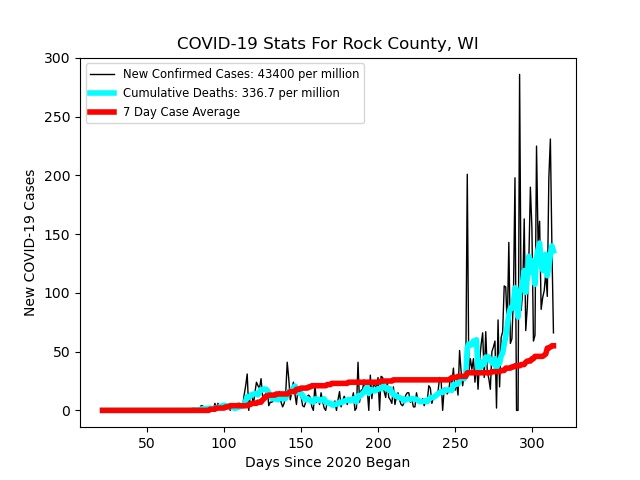 COVID-19 Stats For Rock County, WI
New Confirmed Cases: 43400 per million
Cumulative Deaths: 336.7 per million
7 Day Case Average
New COVID-19 Cases
300
250
200
150
100
50
0
50
100
150
200
250
300
Days Since 2020 Began